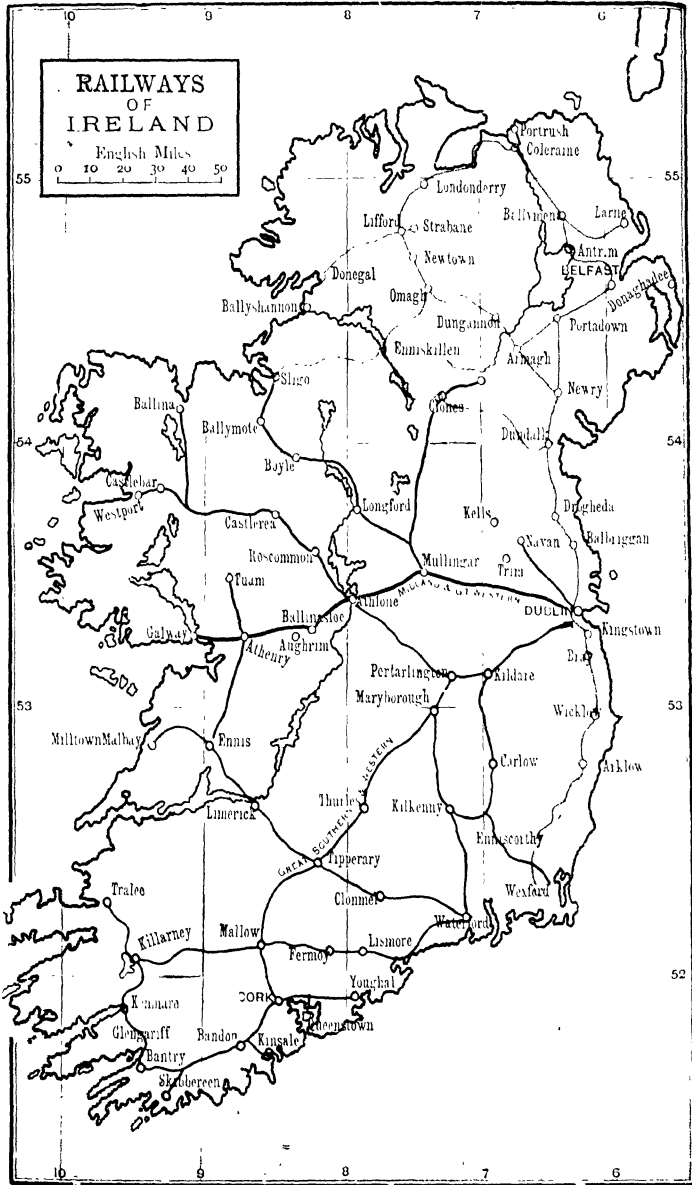 10 9 8 7 6
RAILWAYS
OF
IRELAND
English Miles
0 10 20 30 40 50
Portrush
Coleraine
55 55
Londonderry
Larne
Lifford Strabane
Antrim
Newtown
BELFAST
Donegal
Donaghadee
Omagh
Ballyshannon
Dungannon
Portadown
Enniskillen
Armagh
Sligo
Newry
Ballina
Clones
Ballymote
Dundalk
54 54
Boyle
Castlebar
Westport
Longford
Kells
Drogheda
Castlerea
Navan
Balbriggan
Roscommon
Mullingar
Trim
Tuam
MIDLAND & GT WESTERN
Athlone
DUBLIN
Ballinasloe
Kingstown
Galway
Athenry
Aughrim
Bray
Portarlington
Kildare
Maryborough
53 53
Wicklow
Milltown Malbay
Ennis
GREAT SOUTHERN & WESTERN
Carlow
Arklow
Limerick
Thurles
Kilkenny
Enniscorthy
Tipperary
Tralee
Clonmel
Wexford
Waterford
Killarney
Mallow
Fermoy
Lismore
52
Youghal
Kenmare
CORK
Queenstown
Glengariff
Bandon
Kinsale
Bantry
Skibbereen
10 9 8 7 6